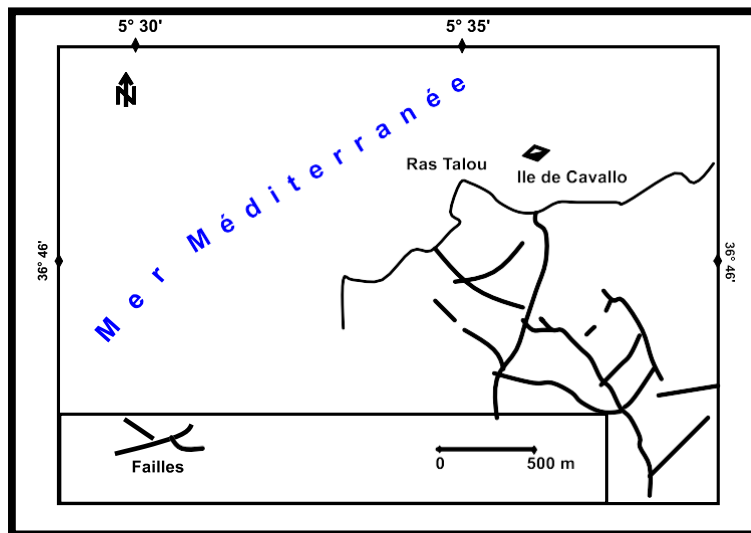 5° 30' 5° 35'
N
Mer Méditerranée
Ras Talou
Ile de Cavallo
36° 46' 36° 46'
Failles
0 500 m